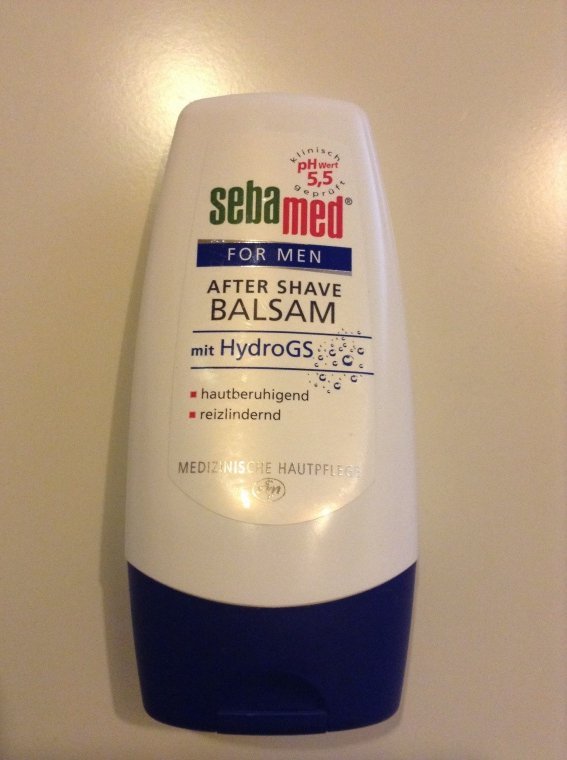 klinisch
pH Wert
5,5
geprüft
sebamed®
FOR MEN
AFTER SHAVE
BALSAM
mit HydroGS
hautberuhigend
reizlindernd
MEDIZINISCHE HAUTPFLEGE